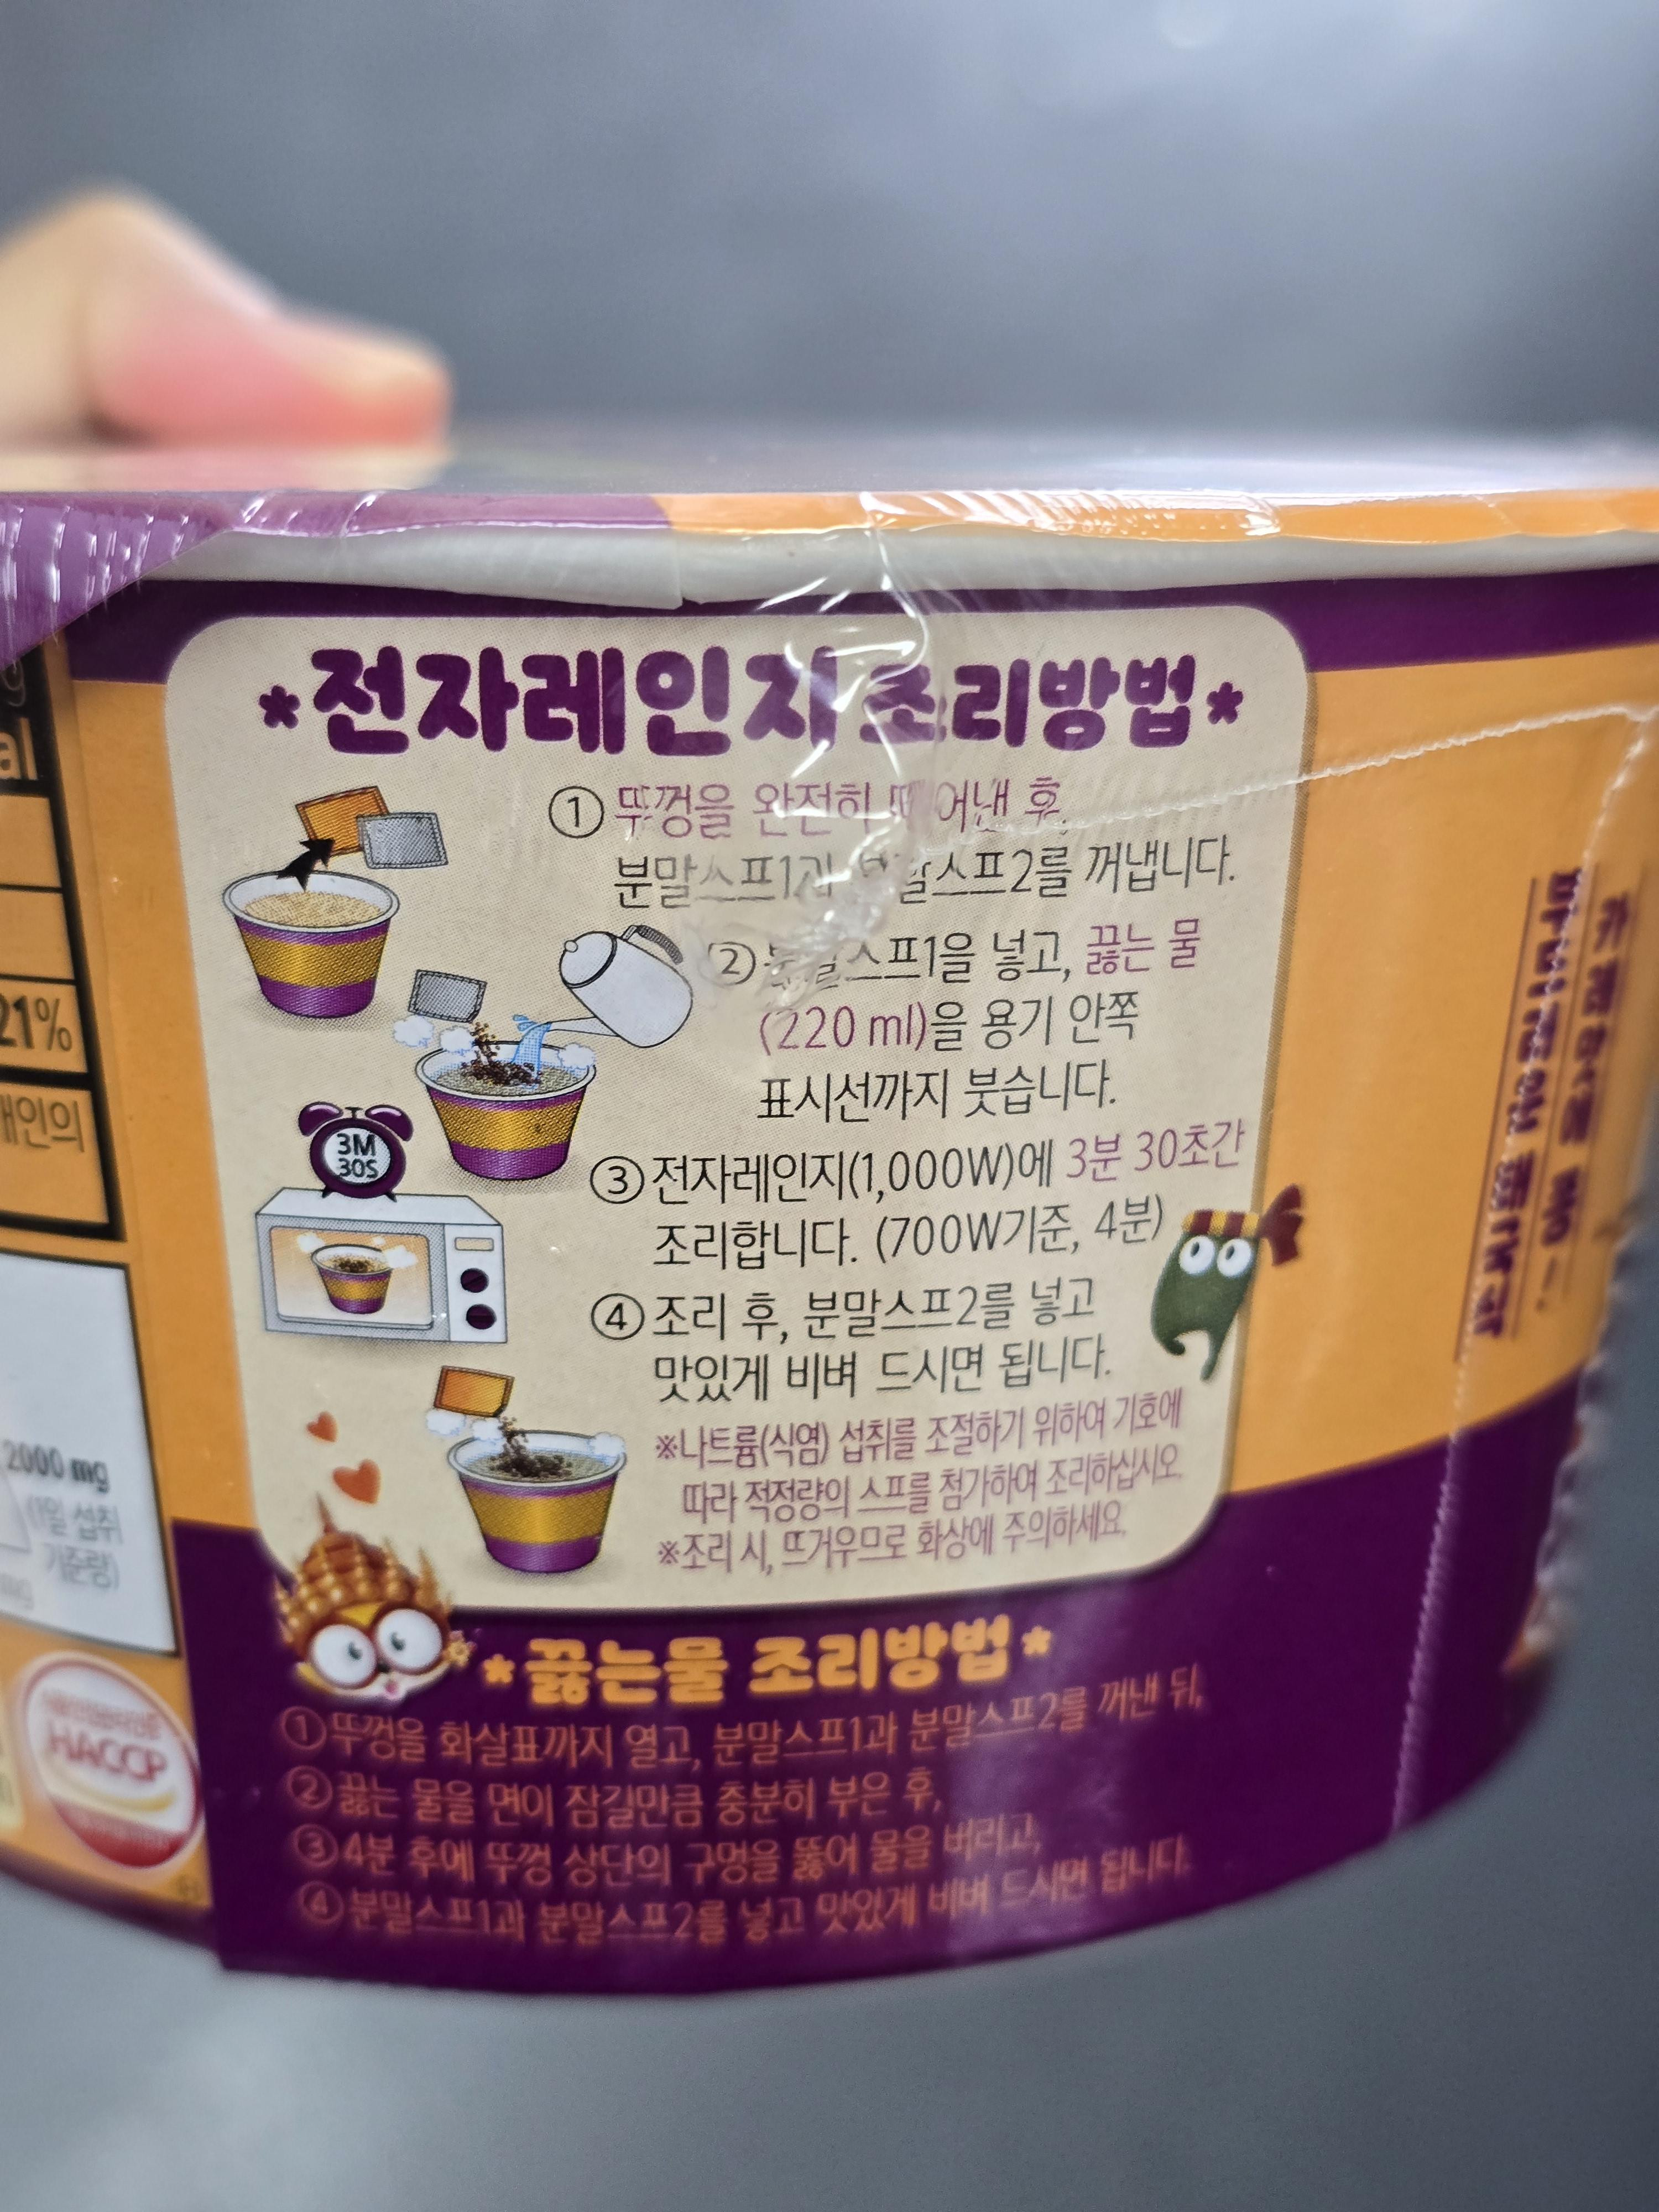 *전자레인지 조리방법*
① 뚜껑을 완전히 떼어낸 후,
분말스프1과 분말스프2를 꺼냅니다.
② 분말스프1을 넣고, 끓는 물
(220 ml)을 용기 안쪽
표시선까지 붓습니다.
3M
30S
③ 전자레인지(1,000W)에 3분 30초간
조리합니다. (700W기준, 4분)
④ 조리 후, 분말스프2를 넣고
맛있게 비벼 드시면 됩니다.
※나트륨(식염) 섭취를 조절하기 위하여 기호에
따라 적정량의 스프를 첨가하여 조리하십시오.
※조리 시, 뜨거우므로 화상에 주의하세요.
*끓는물 조리방법*
①뚜껑을 화살표까지 열고, 분말스프1과 분말스프2를 꺼낸 뒤,
②끓는 물을 면이 잠길만큼 충분히 부은 후,
③4분 후에 뚜껑 상단의 구멍을 뚫어 물을 버리고,
④분말스프1과 분말스프2를 넣고 맛있게 비벼 드시면 됩니다.
21%
개인의
2000 mg
(1일 섭취
기준량)
HACCP